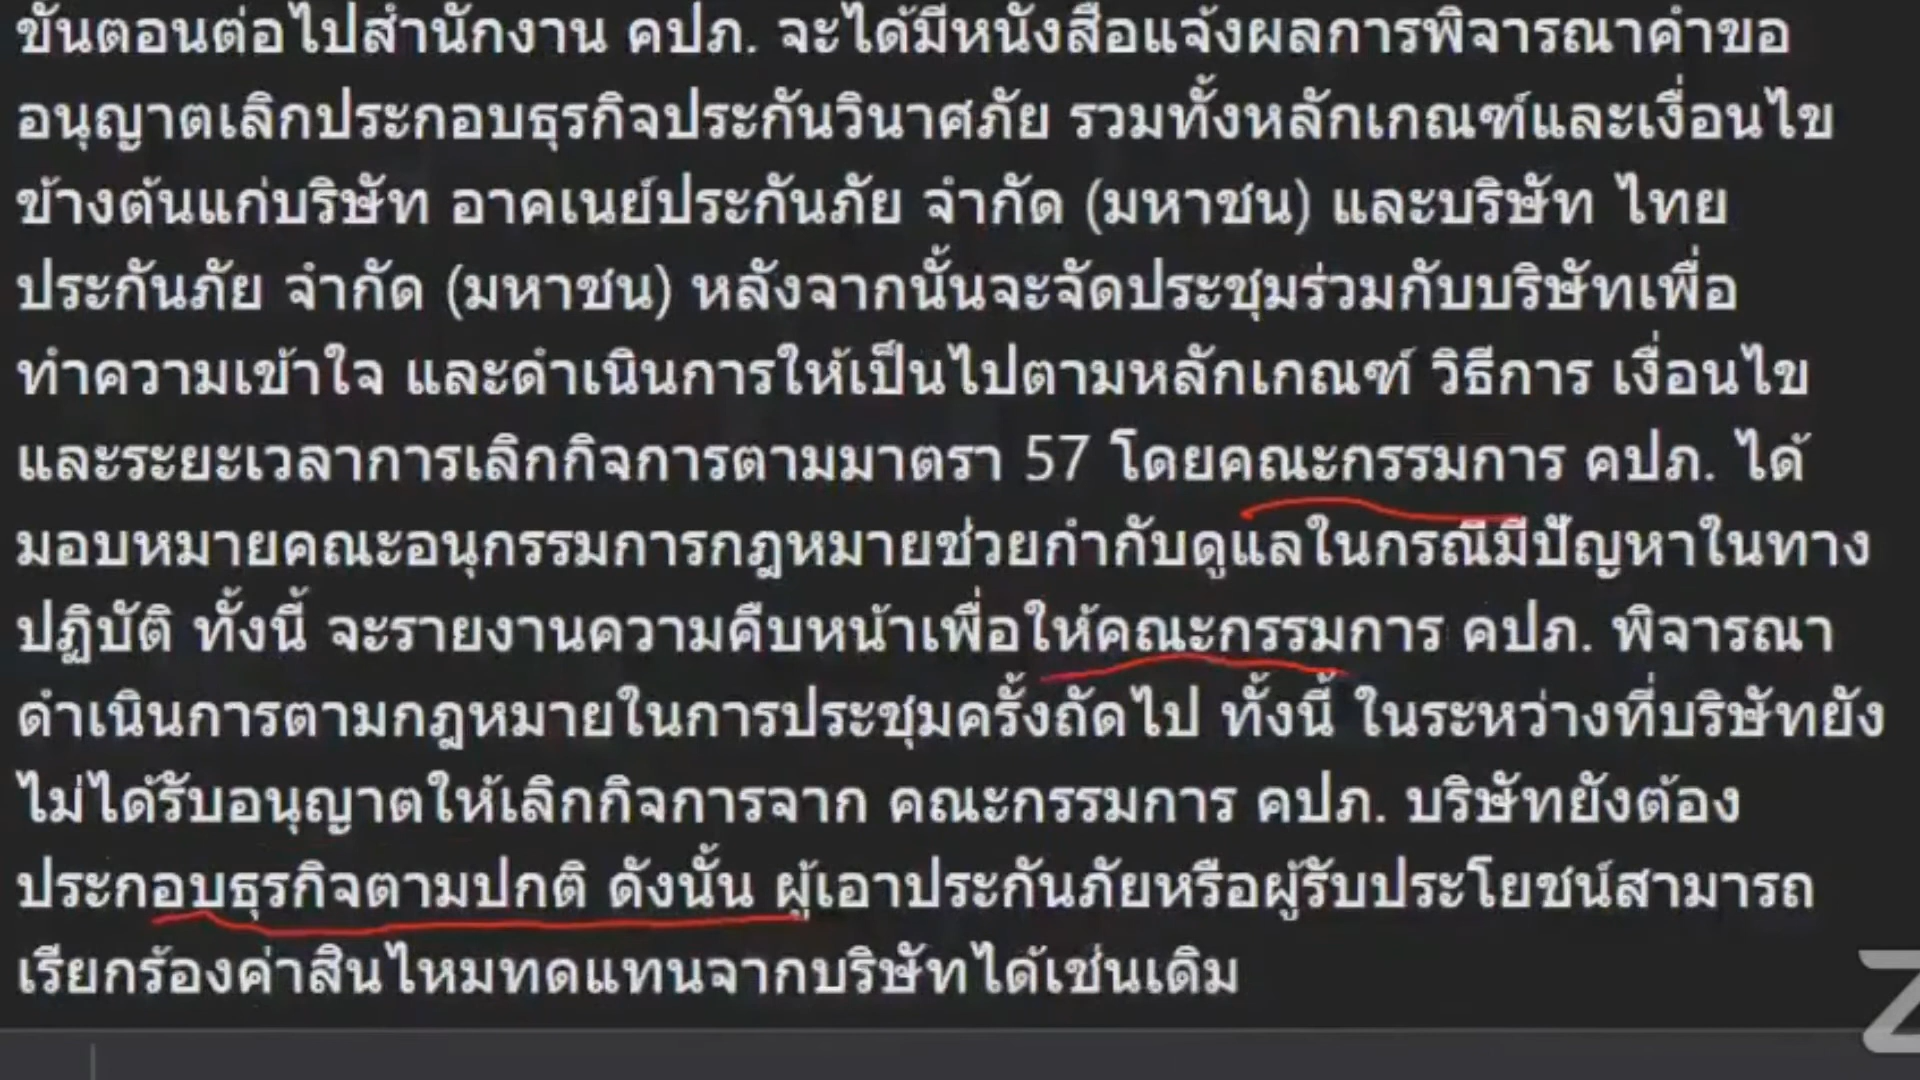 ขั้นตอนต่อไปสำนักงาน คปภ. จะได้มีหนังสือแจ้งผลการพิจารณาคำขอ
อนุญาตเลิกประกอบธุรกิจประกันวินาศภัย รวมทั้งหลักเกณฑ์และเงื่อนไข
ข้างต้นแก่บริษัท อาคเนย์ประกันภัย จำกัด (มหาชน) และบริษัท ไทย
ประกันภัย จำกัด (มหาชน) หลังจากนั้นจะจัดประชุมร่วมกับบริษัทเพื่อ
ทำความเข้าใจ และดำเนินการให้เป็นไปตามหลักเกณฑ์ วิธีการ เงื่อนไข
และระยะเวลาการเลิกกิจการตามมาตรา 57 โดยคณะกรรมการ คปภ. ได้
มอบหมายคณะอนุกรรมการกฎหมายช่วยกำกับดูแลในกรณีมีปัญหาในทาง
ปฏิบัติ ทั้งนี้ จะรายงานความคืบหน้าเพื่อให้คณะกรรมการ คปภ. พิจารณา
ดำเนินการตามกฎหมายในการประชุมครั้งถัดไป ทั้งนี้ ในระหว่างที่บริษัทยัง
ไม่ได้รับอนุญาตให้เลิกกิจการจาก คณะกรรมการ คปภ. บริษัทยังต้อง
ประกอบธุรกิจตามปกติ ดังนั้น ผู้เอาประกันภัยหรือผู้รับประโยชน์สามารถ
เรียกร้องค่าสินไหมทดแทนจากบริษัทได้เช่นเดิม